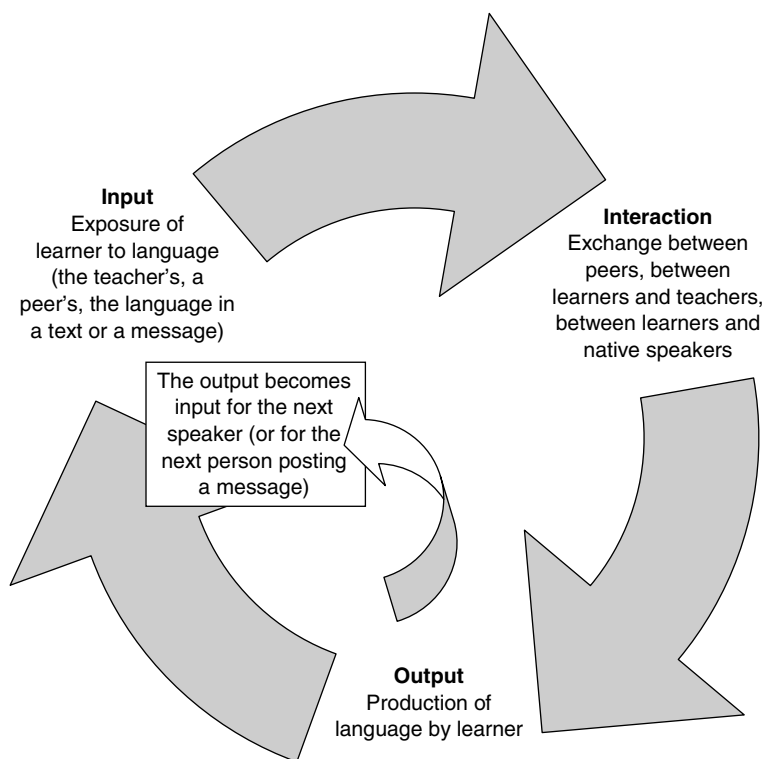 Input
Exposure of
learner to language
(the teacher's, a
peer's, the language in
a text or a message)
Interaction
Exchange between
peers, between
learners and teachers,
between learners and
native speakers
The output becomes
input for the next
speaker (or for the
next person posting
a message)
Output
Production of
language by learner